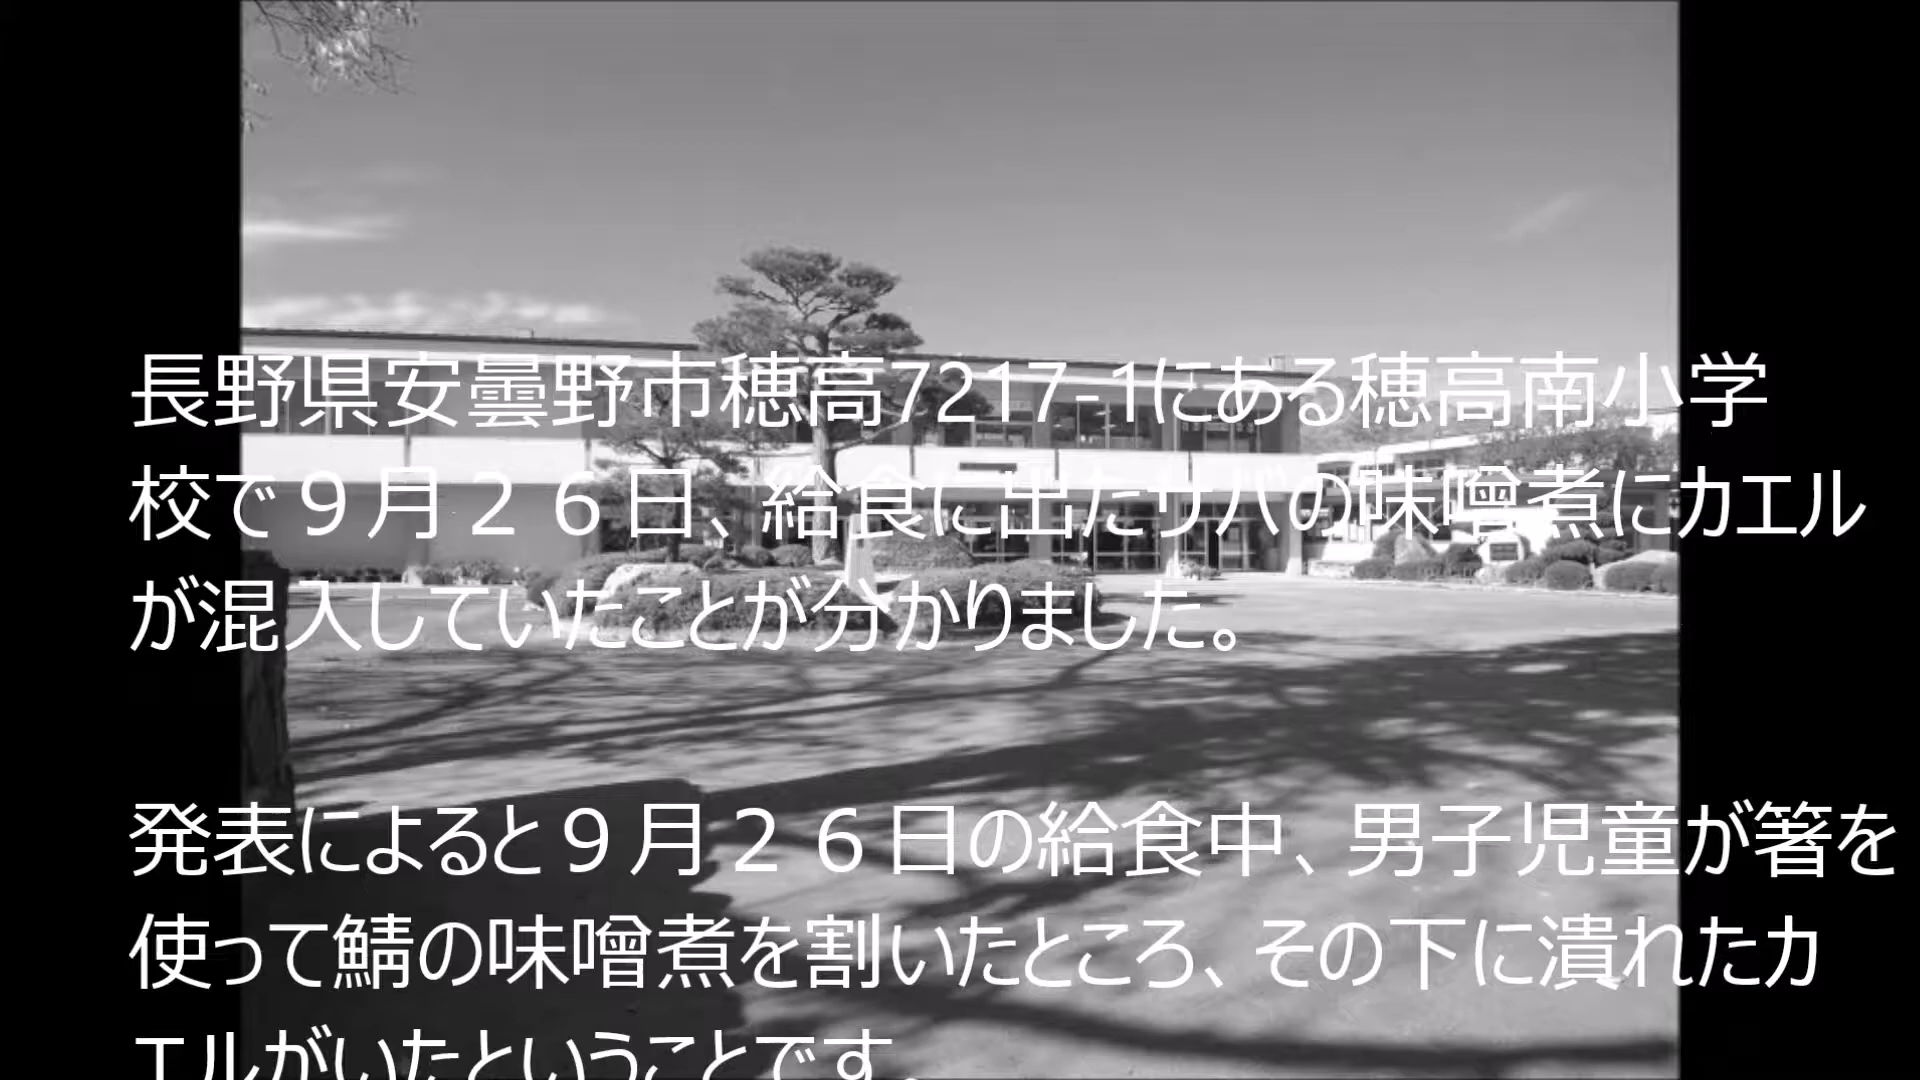 長野県安曇野市穂高7217-1にある穂高南小学
校で９月２６日、給食に出たサバの味噌煮にカエル
が混入していたことが分かりました。
発表によると９月２６日の給食中、男子児童が箸を
使って鯖の味噌煮を割いたところ、その下に潰れたカ
エルがいたということです。